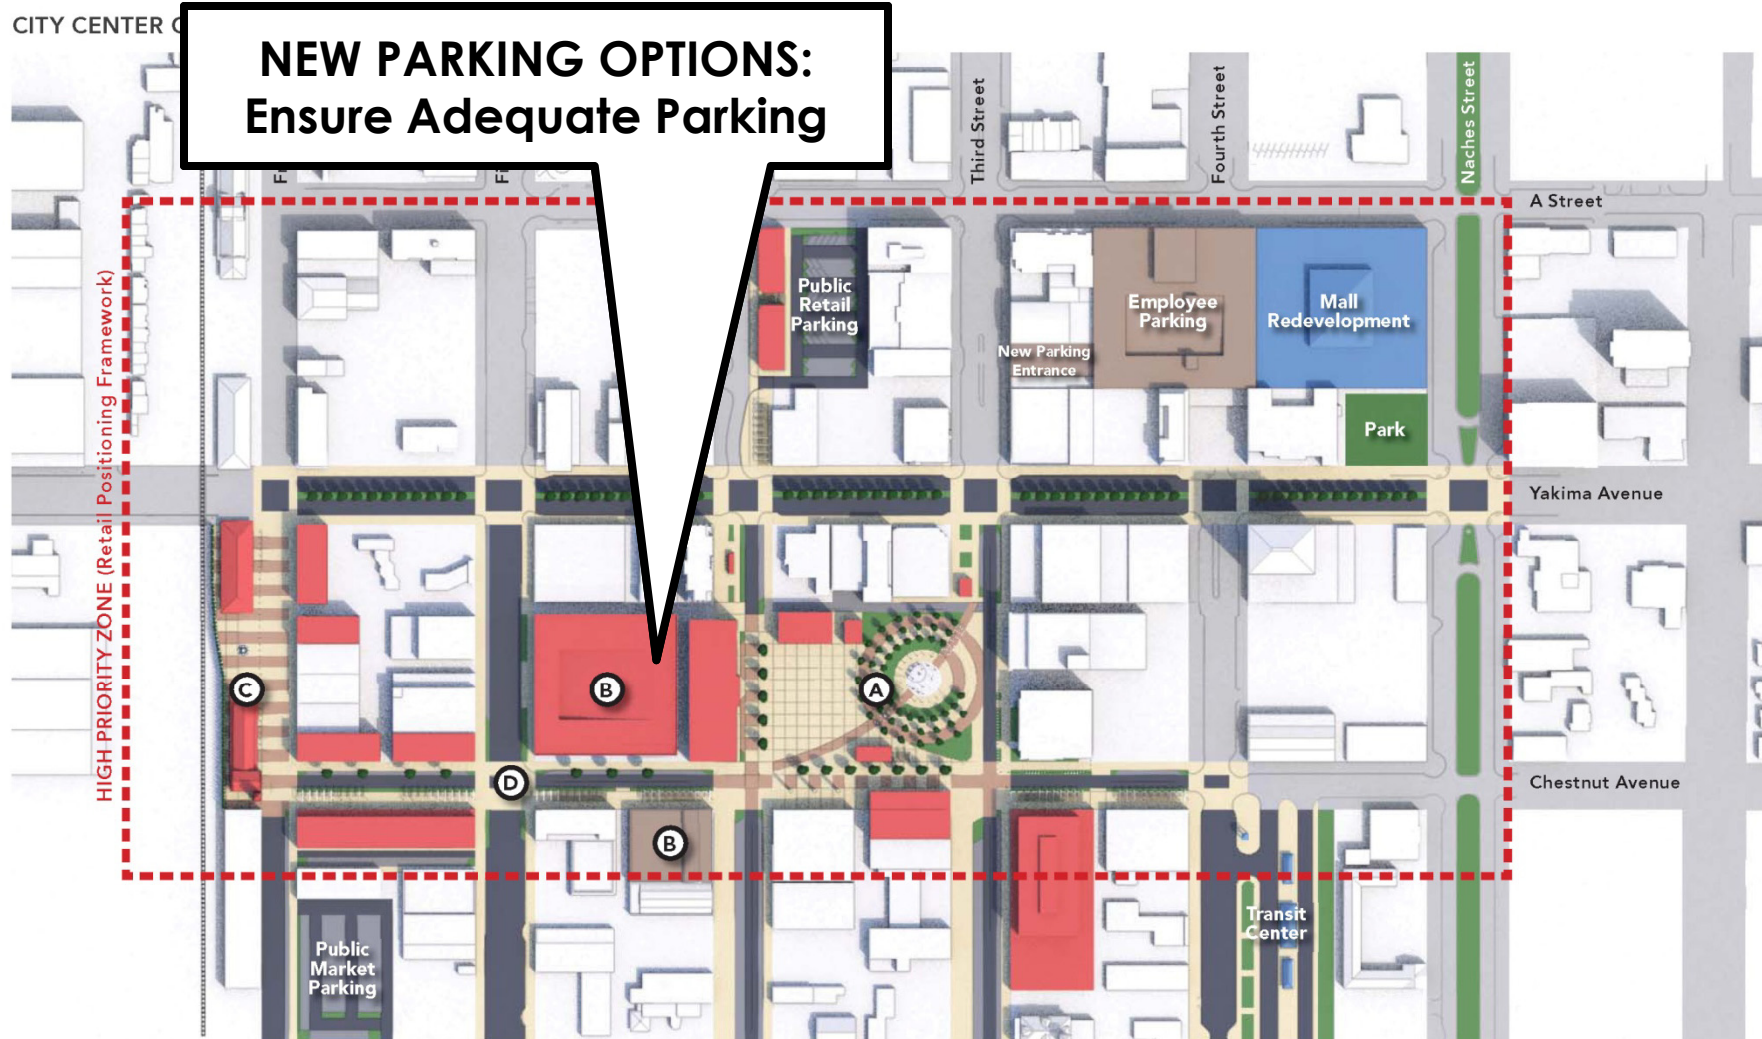 CITY CENTER
NEW PARKING OPTIONS:
Ensure Adequate Parking
Third Street
Fourth Street
Naches Street
A Street
HIGH PRIORITY ZONE (Retail Positioning Framework)
Public
Retail
Parking
Employee
Parking
Mall
Redevelopment
New Parking
Entrance
Park
Yakima Avenue
C
B
A
D
Chestnut Avenue
B
Transit
Center
Public
Market
Parking